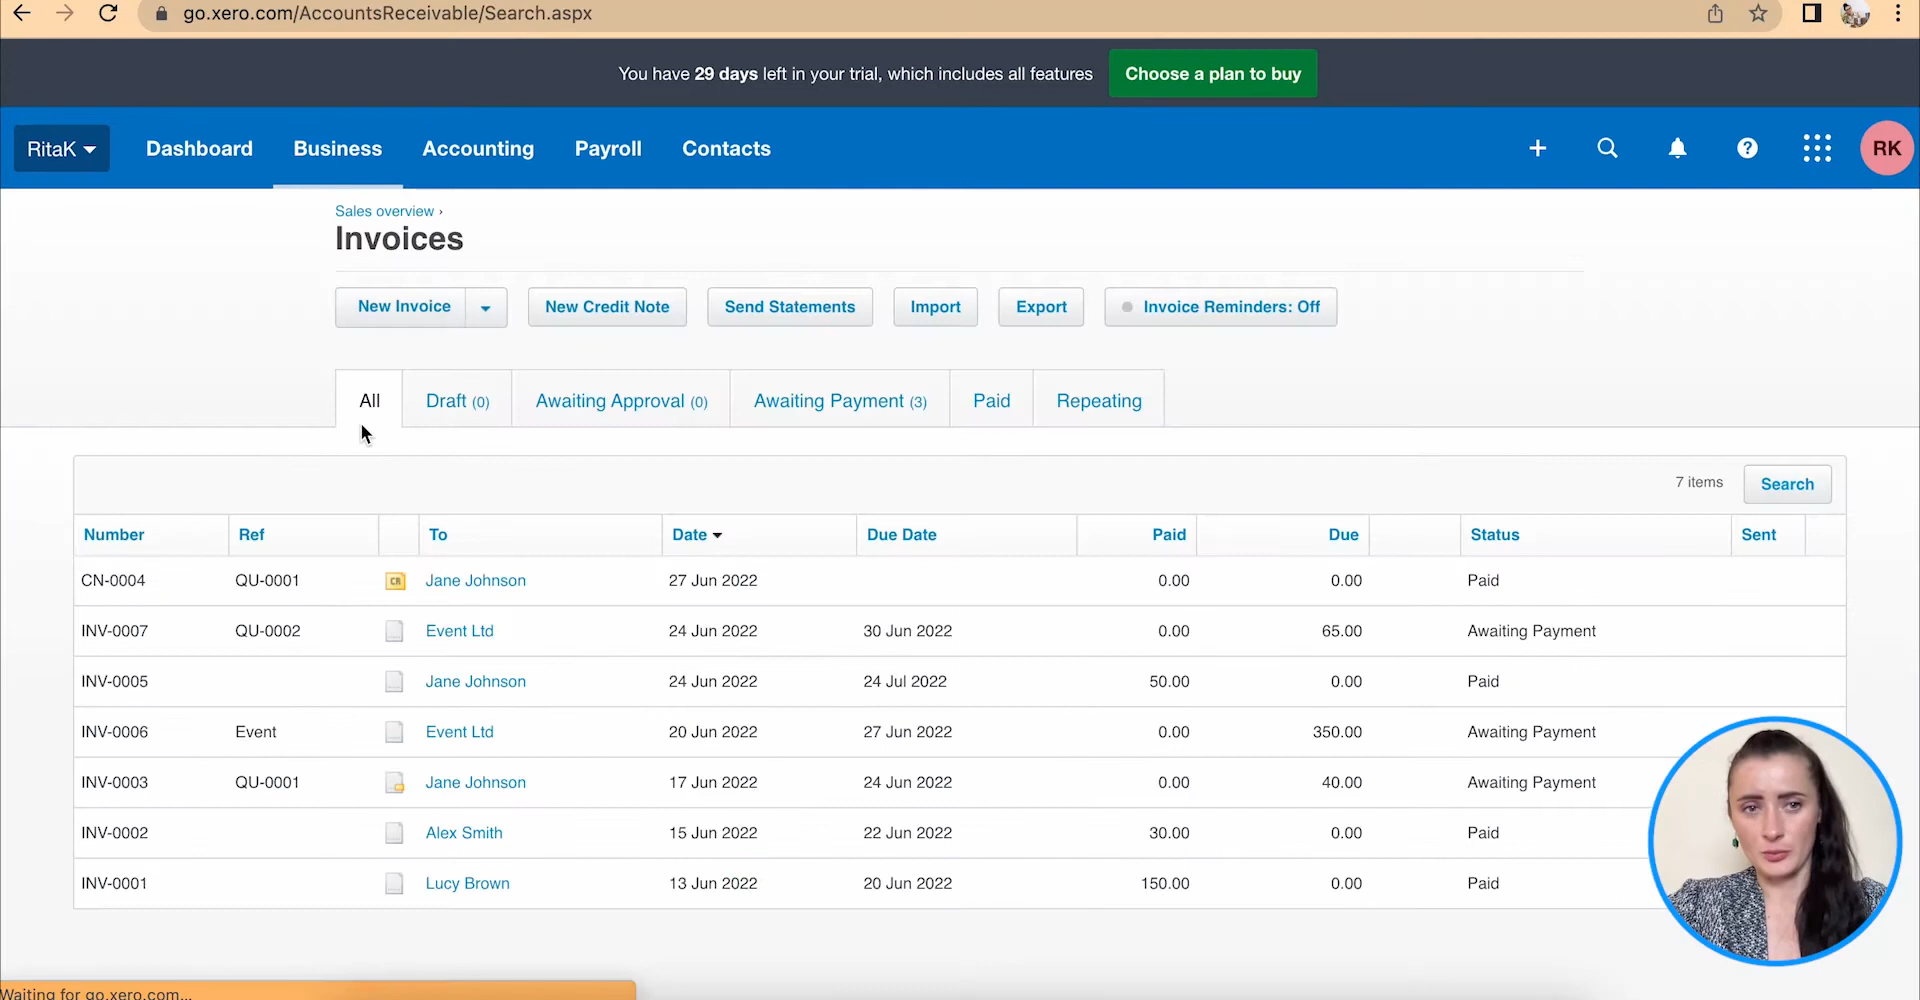 go.xero.com/AccountsReceivable/Search.aspx
You have 29 days left in your trial, which includes all features Choose a plan to buy
RitaK Dashboard Business Accounting Payroll Contacts + ? RK
Sales overview ›
Invoices
New Invoice New Credit Note Send Statements Import Export Invoice Reminders: Off
All Draft (0) Awaiting Approval (0) Awaiting Payment (3) Paid Repeating
7 items Search
Number Ref To Date Due Date Paid Due Status Sent
CN-0004 QU-0001 CR Jane Johnson 27 Jun 2022 0.00 0.00 Paid
INV-0007 QU-0002 Event Ltd 24 Jun 2022 30 Jun 2022 0.00 65.00 Awaiting Payment
INV-0005 Jane Johnson 24 Jun 2022 24 Jul 2022 50.00 0.00 Paid
INV-0006 Event Event Ltd 20 Jun 2022 27 Jun 2022 0.00 350.00 Awaiting Payment
INV-0003 QU-0001 Jane Johnson 17 Jun 2022 24 Jun 2022 0.00 40.00 Awaiting Payment
INV-0002 Alex Smith 15 Jun 2022 22 Jun 2022 30.00 0.00 Paid
INV-0001 Lucy Brown 13 Jun 2022 20 Jun 2022 150.00 0.00 Paid
Waiting for go.xero.com...